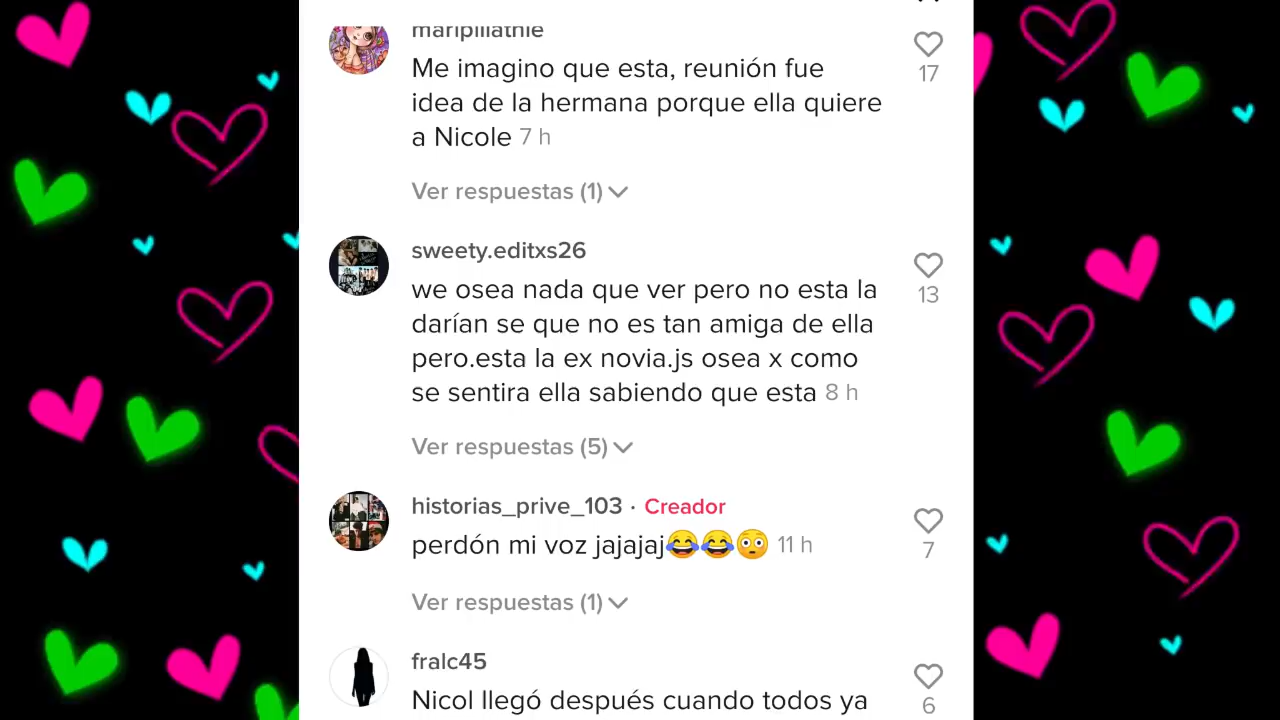 maripiliathie
17
Me imagino que esta, reunión fue
idea de la hermana porque ella quiere
a Nicole 7 h
Ver respuestas (1)
sweety.editxs26
13
we osea nada que ver pero no esta la
darían se que no es tan amiga de ella
pero.esta la ex novia.js osea x como
se sentira ella sabiendo que esta 8 h
Ver respuestas (5)
historias_prive_103 · Creador
7
perdón mi voz jajajaj😂😂😳 11 h
Ver respuestas (1)
fralc45
6
Nicol llegó después cuando todos ya